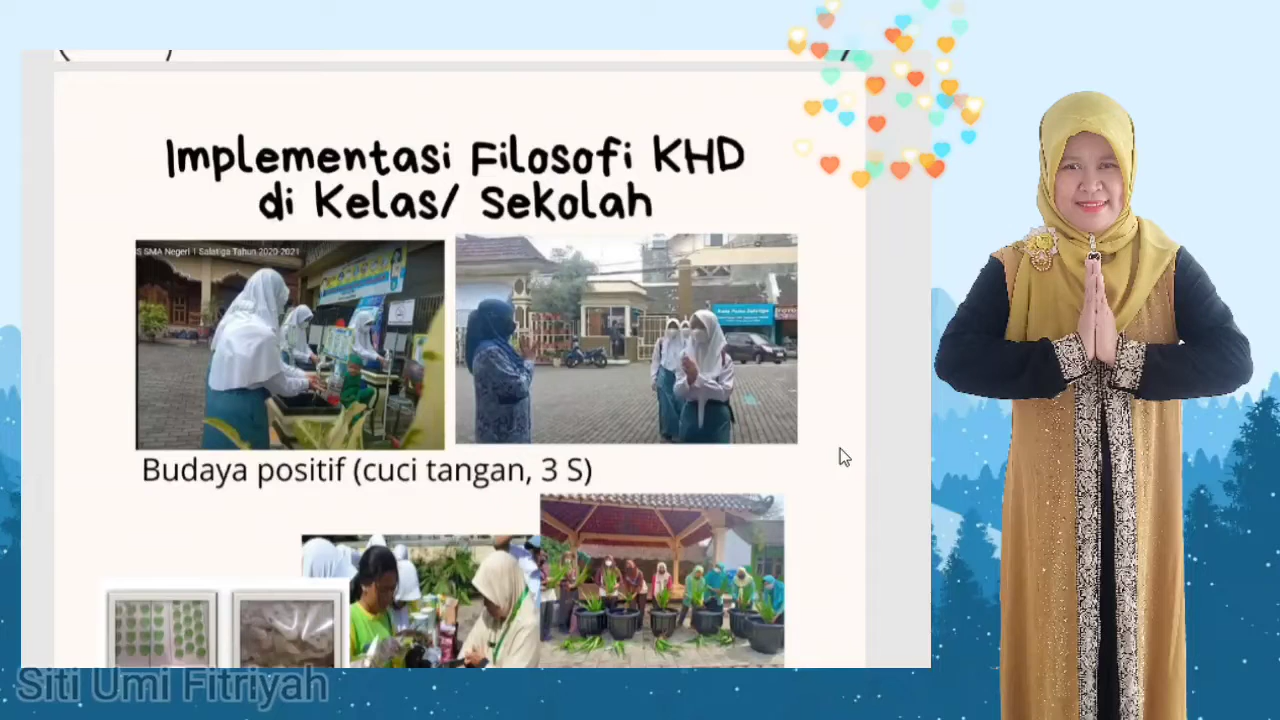 Implementasi Filosofi KHD
di Kelas/ Sekolah
SMA Negeri 1 Salatiga Tahun 2020-2021
Budaya positif (cuci tangan, 3 S)
Siti Umi Fitriyah